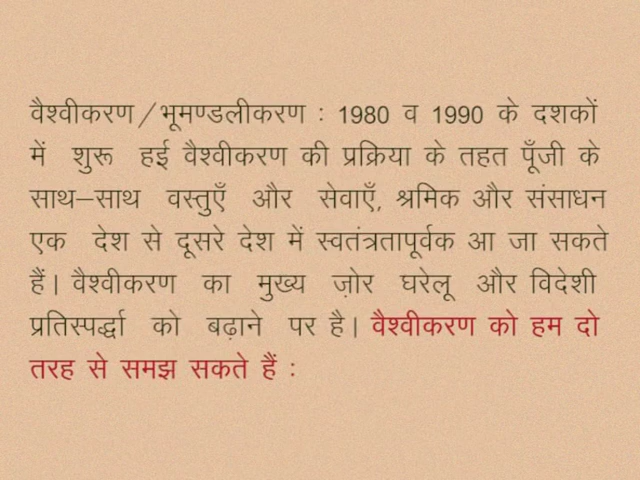 वैश्वीकरण/भूमण्डलीकरण : 1980 व 1990 के दशकों
में शुरू हई वैश्वीकरण की प्रक्रिया के तहत पूँजी के
साथ–साथ वस्तुएँ और सेवाएँ, श्रमिक और संसाधन
एक देश से दूसरे देश में स्वतंत्रतापूर्वक आ जा सकते
हैं। वैश्वीकरण का मुख्य ज़ोर घरेलू और विदेशी
प्रतिस्पर्द्धा को बढ़ाने पर है। वैश्वीकरण को हम दो
तरह से समझ सकते हैं :